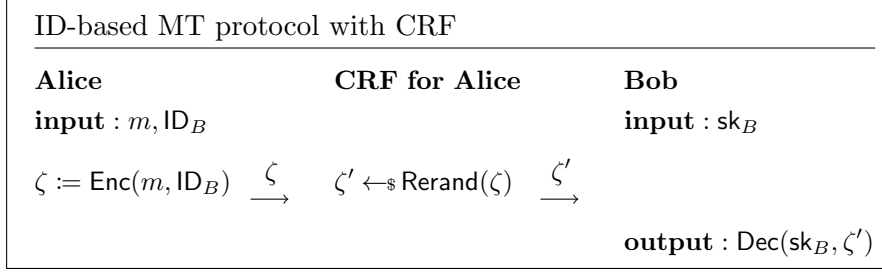 ID-based MT protocol with CRF
Alice CRF for Alice Bob
input : m, ID_B input : sk_B
ζ := Enc(m, ID_B) ζ⟶ ζ′ ←$ Rerand(ζ) ζ′⟶
output : Dec(sk_B, ζ′)